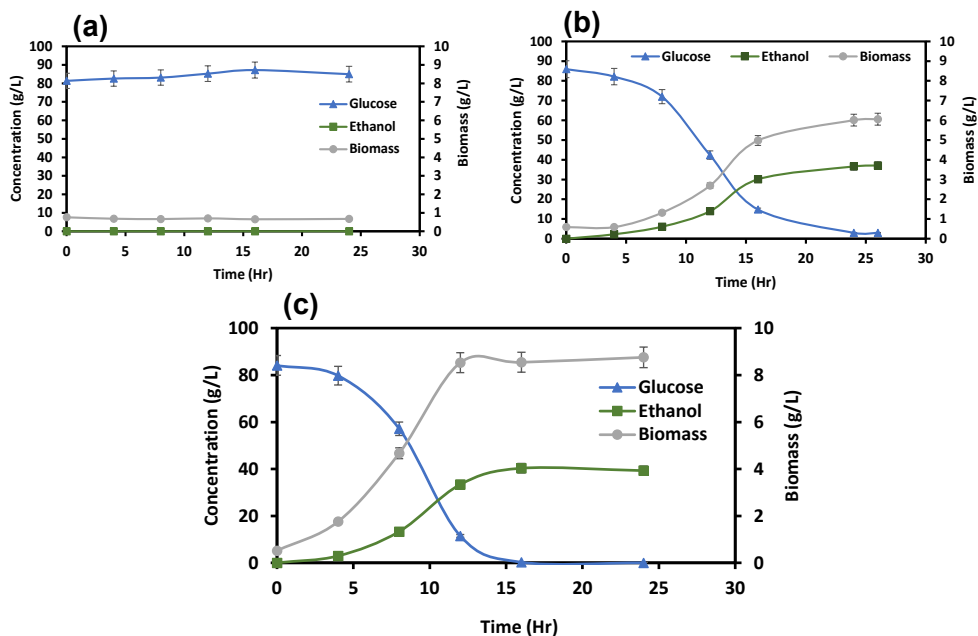 (a)
Concentration (g/L)
100
90
80
70
60
50
40
30
20
10
0
10
9
8
7
6
5
4
3
2
1
0
Biomass (g/L)
Glucose
Ethanol
Biomass
0 5 10 15 20 25 30
Time (Hr)
(b)
Concentration (g/L)
100
90
80
70
60
50
40
30
20
10
0
Glucose Ethanol Biomass
10
9
8
7
6
5
4
3
2
1
0
Biomass (g/L)
0 5 10 15 20 25 30
Time (Hr)
(c)
Concentration (g/L)
100
80
60
40
20
0
Glucose
Ethanol
Biomass
10
8
6
4
2
0
Biomass (g/L)
0 5 10 15 20 25 30
Time (Hr)